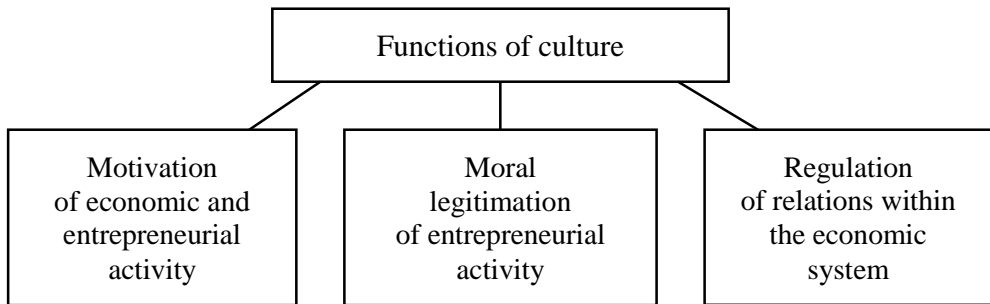 Functions of culture
Motivation
of economic and
entrepreneurial
activity
Moral
legitimation
of entrepreneurial
activity
Regulation
of relations within
the economic
system